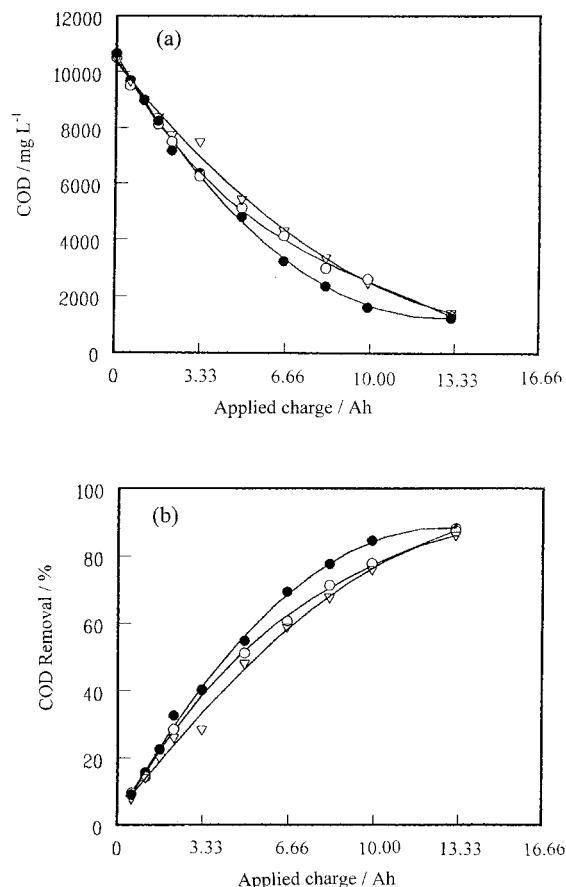 (a)
12000
10000
8000
6000
4000
2000
0
COD / mg L⁻¹
0 3.33 6.66 10.00 13.33 16.66
Applied charge / Ah
(b)
100
80
60
40
20
0
COD Removal / %
0 3.33 6.66 10.00 13.33 16.66
Applied charge / Ah